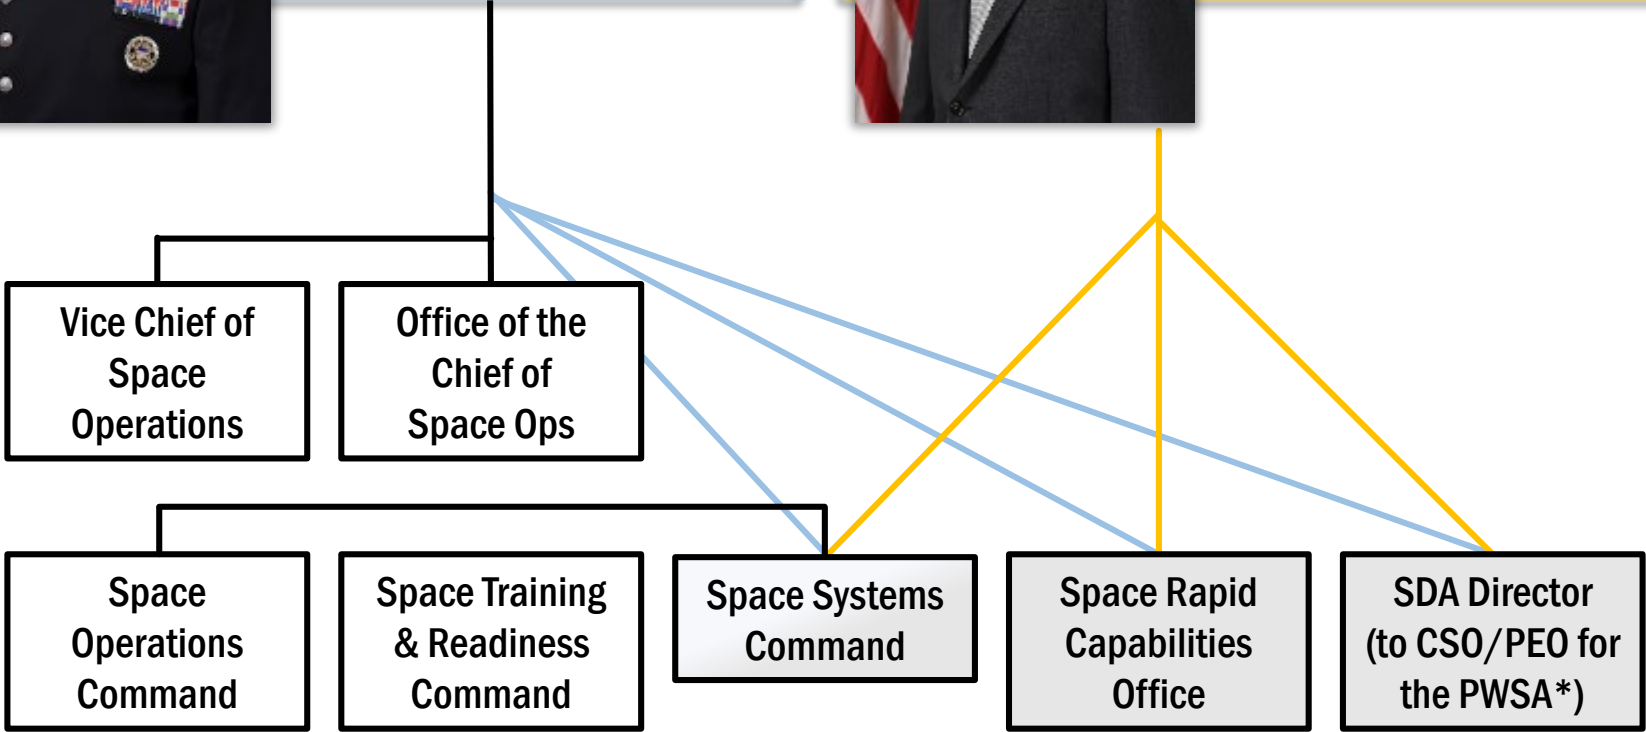 Vice Chief of
Space
Operations
Office of the
Chief of
Space Ops
Space
Operations
Command
Space Training
& Readiness
Command
Space Systems
Command
Space Rapid
Capabilities
Office
SDA Director
(to CSO/PEO for
the PWSA*)